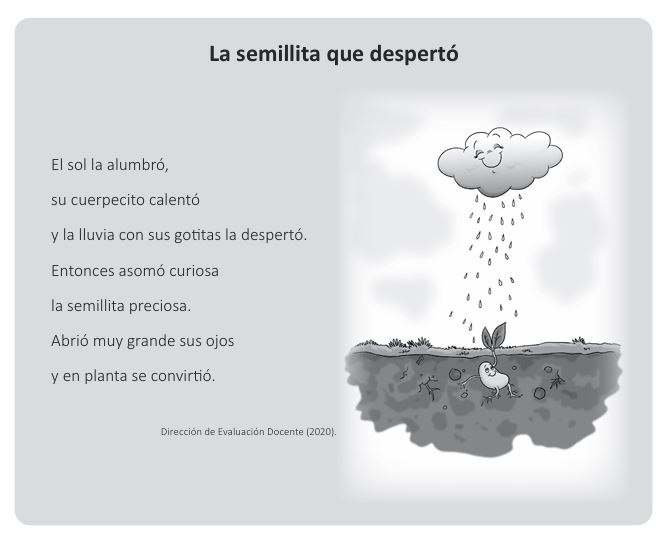 La semillita que despertó
El sol la alumbró,
su cuerpecito calentó
y la lluvia con sus gotitas la despertó.
Entonces asomó curiosa
la semillita preciosa.
Abrió muy grande sus ojos
y en planta se convirtió.
Dirección de Evaluación Docente (2020).